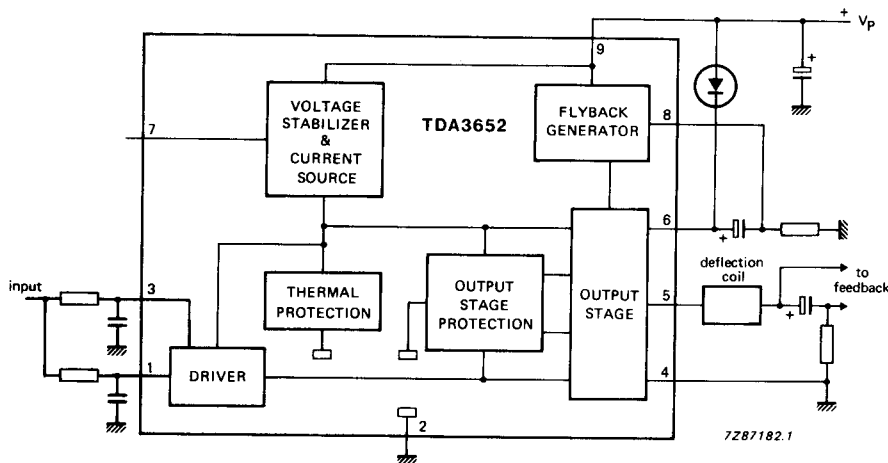 + V_P
9
+
VOLTAGE
STABILIZER
&
CURRENT
SOURCE
TDA3652
FLYBACK
GENERATOR
8
7
6
+
deflection
coil
to
feedback
input
3
THERMAL
PROTECTION
OUTPUT
STAGE
PROTECTION
OUTPUT
STAGE
5
+
1
DRIVER
4
2
7Z87182.1